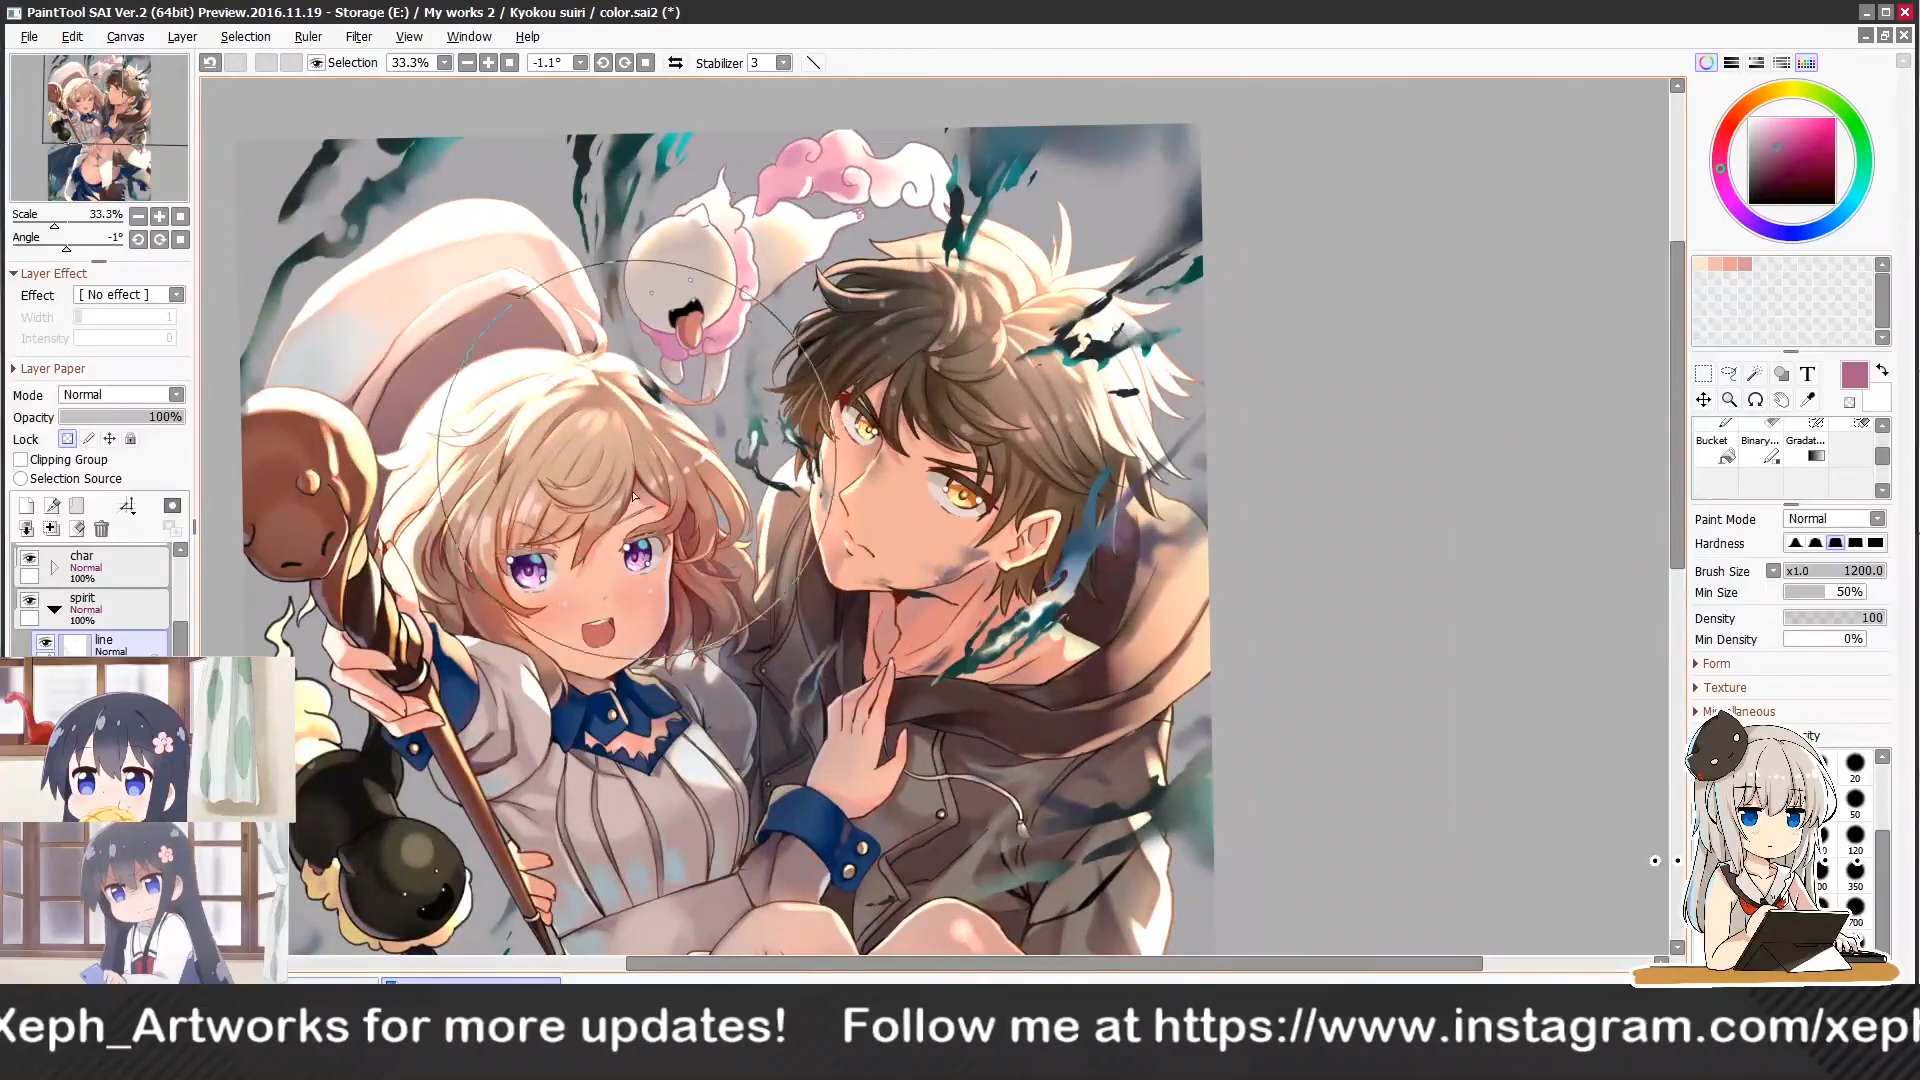 PaintTool SAI Ver.2 (64bit) Preview.2016.11.19 - Storage (E:) / My works 2 / Kyokou suiri / color.sai2 (*)
File Edit Canvas Layer Selection Ruler Filter View Window Help
Selection 33.3% -1.1° Stabilizer 3
Scale 33.3%
Angle -1°
Layer Effect
Effect [ No effect ]
Width 1
Intensity 0
Layer Paper
Mode Normal
Opacity 100%
Lock
Clipping Group
Selection Source
char
Normal
100%
spirit
Normal
100%
line
Normal
T
Bucket Binary... Gradat...
Paint Mode Normal
Hardness
Brush Size x1.0 1200.0
Min Size 50%
Density 100
Min Density 0%
Form
Texture
20
50
120
350
700
Xeph_Artworks for more updates! Follow me at https://www.instagram.com/xeph